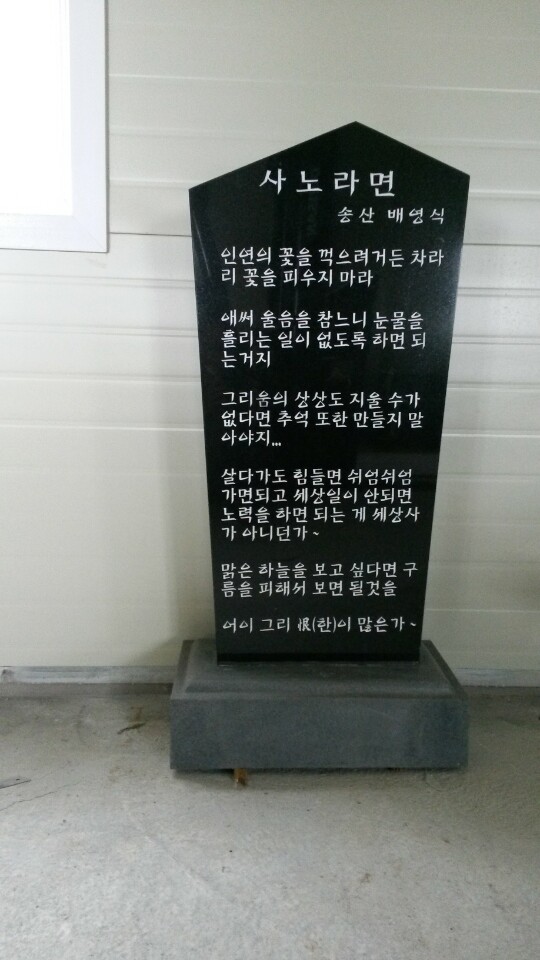 사노라면
송산 배영식
인연의 꽃을 꺽으려거든 차라
리 꽃을 피우지 마라
애써 울음을 참느니 눈물을
흘리는 일이 없도록 하면 되
는거지
그리움의 상상도 지울 수가
없다면 추억 또한 만들지 말
아야지...
살다가도 힘들면 쉬엄쉬엄
가면되고 세상일이 안되면
노력을 하면 되는 게 세상사
가 아니던가~
맑은 하늘을 보고 싶다면 구
름을 피해서 보면 될것을
어이 그리 恨(한)이 많은가~